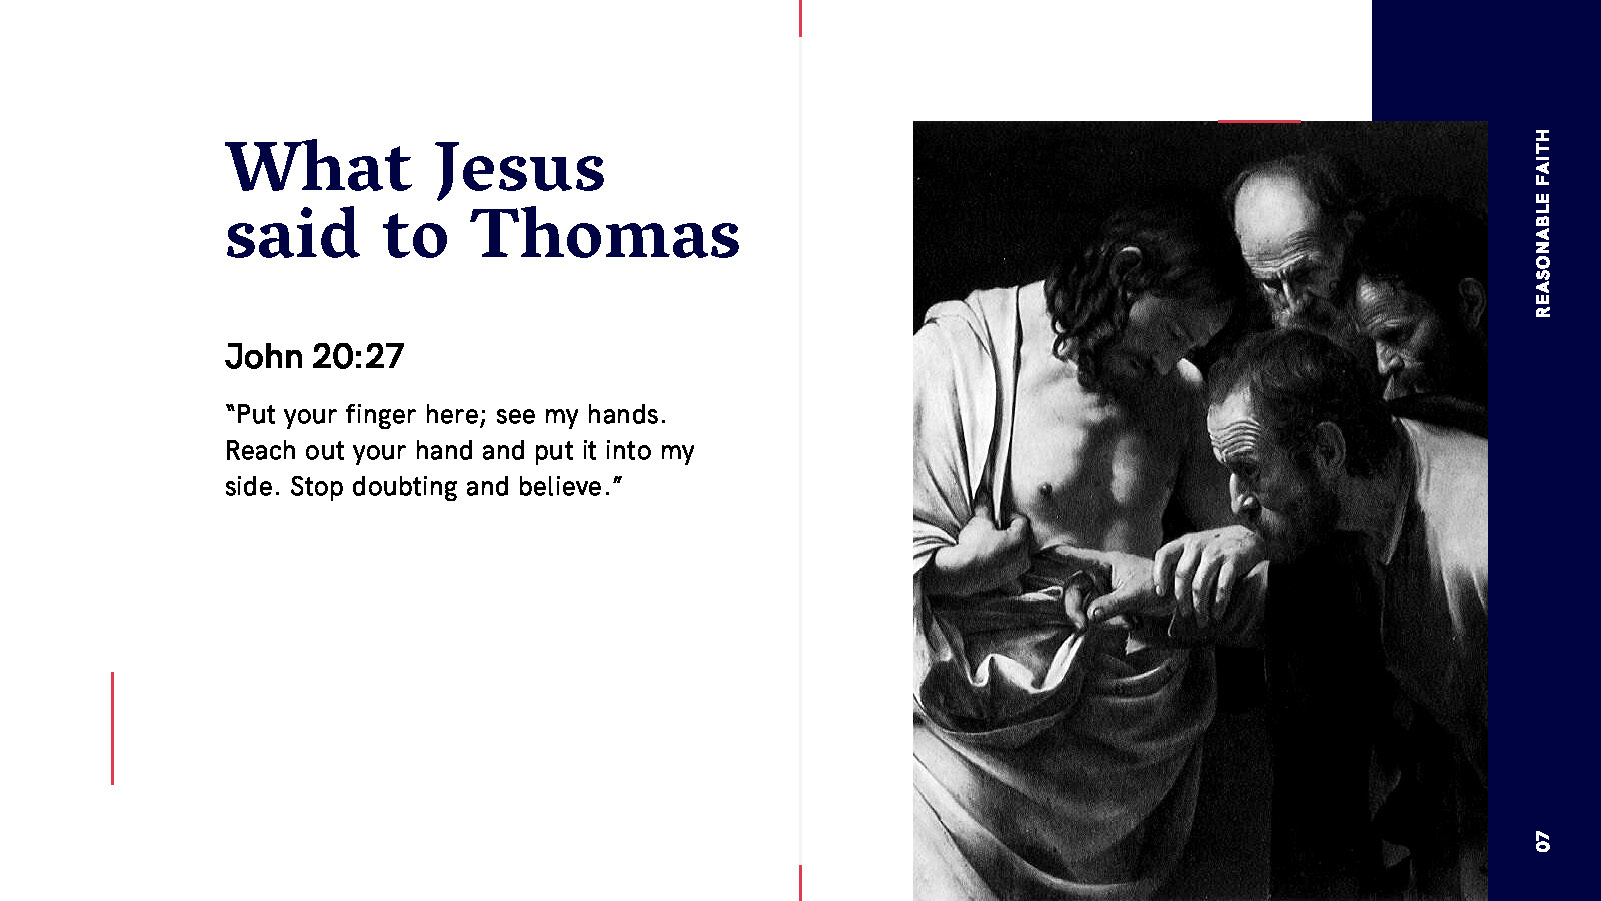 What Jesus
said to Thomas
John 20:27
“Put your finger here; see my hands.
Reach out your hand and put it into my
side. Stop doubting and believe.”
REASONABLE FAITH
07